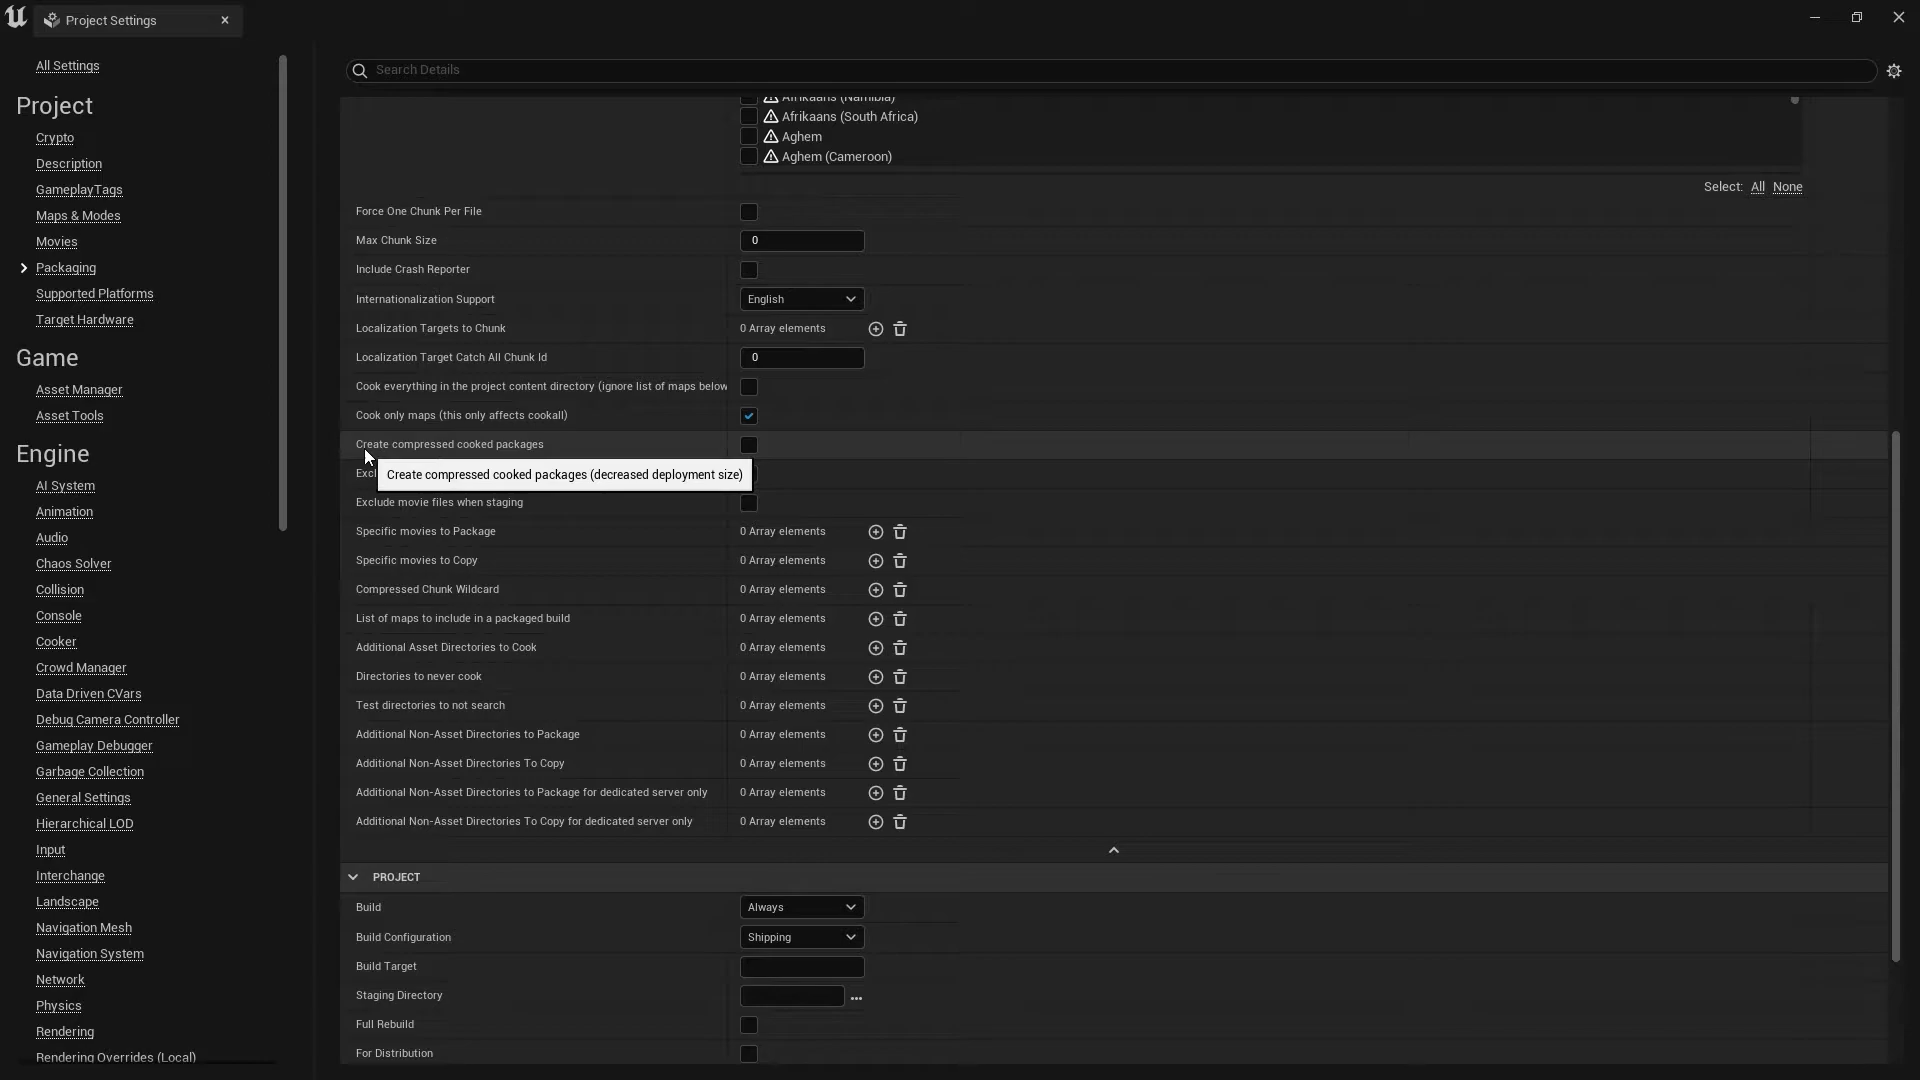 Project Settings
All Settings
Project
Crypto
Description
GameplayTags
Maps & Modes
Movies
Packaging
Supported Platforms
Target Hardware
Game
Asset Manager
Asset Tools
Engine
AI System
Animation
Audio
Chaos Solver
Collision
Console
Cooker
Crowd Manager
Data Driven CVars
Debug Camera Controller
Gameplay Debugger
Garbage Collection
General Settings
Hierarchical LOD
Input
Interchange
Landscape
Navigation Mesh
Navigation System
Network
Physics
Rendering
Rendering Overrides (Local)
Search Details
Afrikaans (Namibia)
Afrikaans (South Africa)
Aghem
Aghem (Cameroon)
Select: All None
Force One Chunk Per File
Max Chunk Size 0
Include Crash Reporter
Internationalization Support English
Localization Targets to Chunk 0 Array elements
Localization Target Catch All Chunk Id 0
Cook everything in the project content directory (ignore list of maps below
Cook only maps (this only affects cookall)
Create compressed cooked packages
Excl
Create compressed cooked packages (decreased deployment size)
Exclude movie files when staging
Specific movies to Package 0 Array elements
Specific movies to Copy 0 Array elements
Compressed Chunk Wildcard 0 Array elements
List of maps to include in a packaged build 0 Array elements
Additional Asset Directories to Cook 0 Array elements
Directories to never cook 0 Array elements
Test directories to not search 0 Array elements
Additional Non-Asset Directories to Package 0 Array elements
Additional Non-Asset Directories To Copy 0 Array elements
Additional Non-Asset Directories to Package for dedicated server only 0 Array elements
Additional Non-Asset Directories To Copy for dedicated server only 0 Array elements
PROJECT
Build Always
Build Configuration Shipping
Build Target
Staging Directory
Full Rebuild
For Distribution